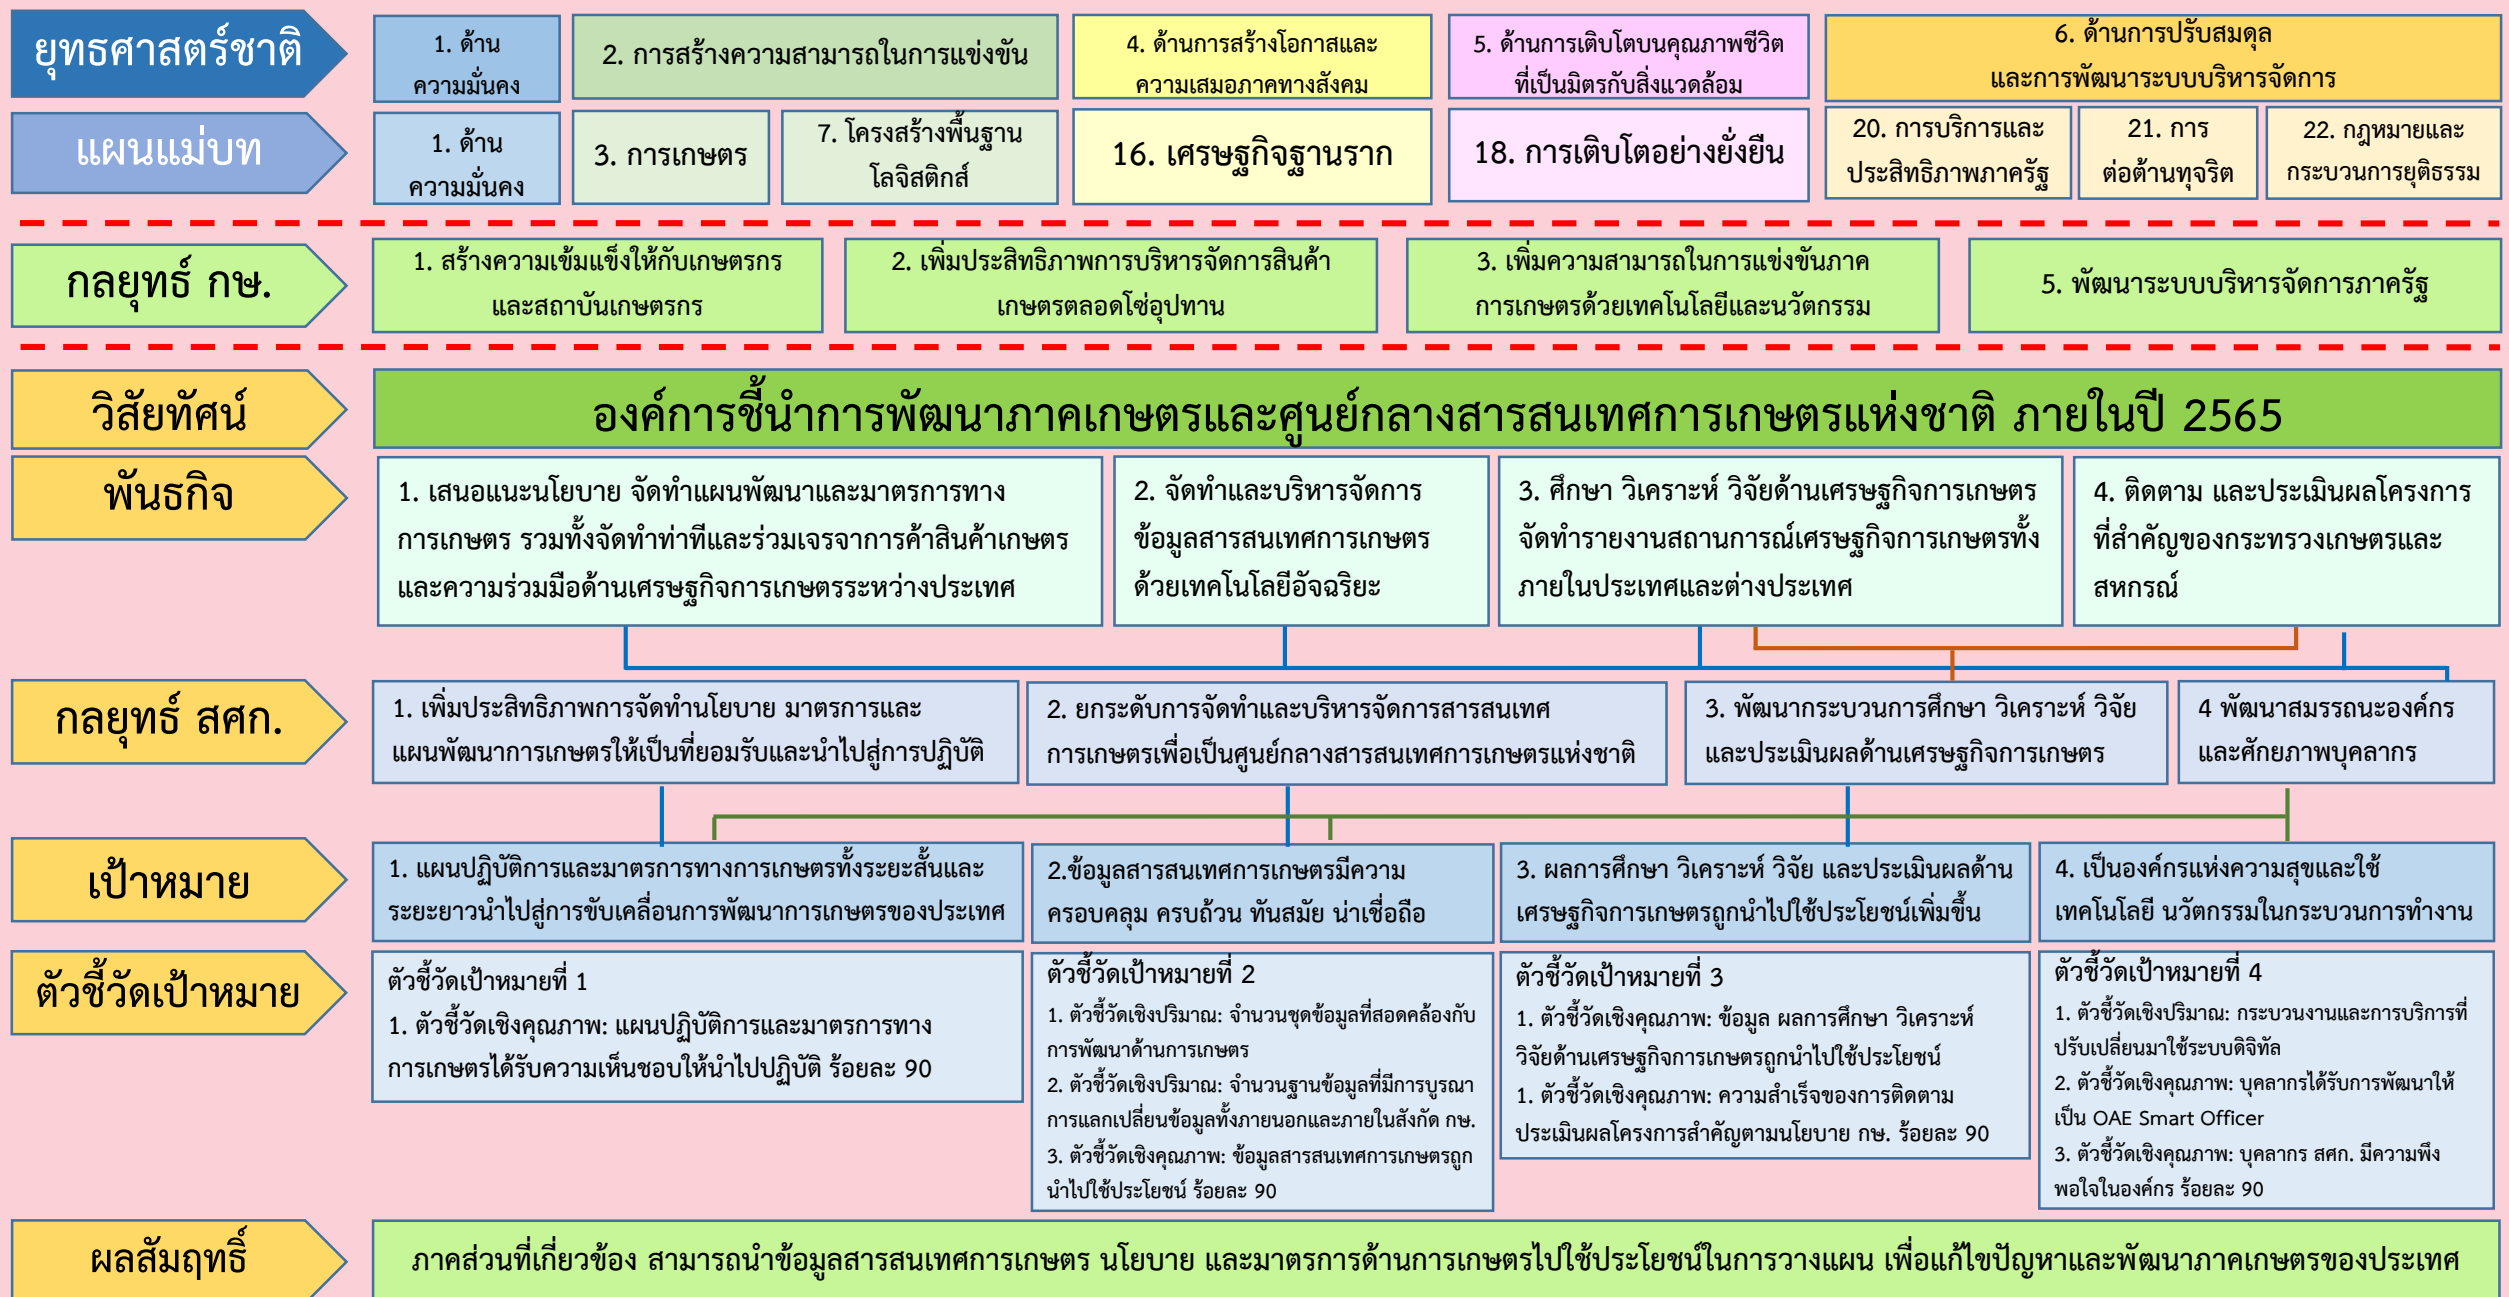 ยุทธศาสตร์ชาติ
1. ด้าน
ความมั่นคง
2. การสร้างความสามารถในการแข่งขัน
4. ด้านการสร้างโอกาสและ
ความเสมอภาคทางสังคม
5. ด้านการเติบโตบนคุณภาพชีวิต
ที่เป็นมิตรกับสิ่งแวดล้อม
6. ด้านการปรับสมดุล
และการพัฒนาระบบบริหารจัดการ
แผนแม่บท
1. ด้าน
ความมั่นคง
3. การเกษตร
7. โครงสร้างพื้นฐาน
โลจิสติกส์
16. เศรษฐกิจฐานราก
18. การเติบโตอย่างยั่งยืน
20. การบริการและ
ประสิทธิภาพภาครัฐ
21. การ
ต่อต้านทุจริต
22. กฎหมายและ
กระบวนการยุติธรรม
กลยุทธ์ กษ.
1. สร้างความเข้มแข็งให้กับเกษตรกร
และสถาบันเกษตรกร
2. เพิ่มประสิทธิภาพการบริหารจัดการสินค้า
เกษตรตลอดโซ่อุปทาน
3. เพิ่มความสามารถในการแข่งขันภาค
การเกษตรด้วยเทคโนโลยีและนวัตกรรม
5. พัฒนาระบบบริหารจัดการภาครัฐ
วิสัยทัศน์
องค์การชี้นำการพัฒนาภาคเกษตรและศูนย์กลางสารสนเทศการเกษตรแห่งชาติ ภายในปี 2565
พันธกิจ
1. เสนอแนะนโยบาย จัดทำแผนพัฒนาและมาตรการทาง
การเกษตร รวมทั้งจัดทำท่าทีและร่วมเจรจาการค้าสินค้าเกษตร
และความร่วมมือด้านเศรษฐกิจการเกษตรระหว่างประเทศ
2. จัดทำและบริหารจัดการ
ข้อมูลสารสนเทศการเกษตร
ด้วยเทคโนโลยีอัจฉริยะ
3. ศึกษา วิเคราะห์ วิจัยด้านเศรษฐกิจการเกษตร
จัดทำรายงานสถานการณ์เศรษฐกิจการเกษตรทั้ง
ภายในประเทศและต่างประเทศ
4. ติดตาม และประเมินผลโครงการ
ที่สำคัญของกระทรวงเกษตรและ
สหกรณ์
กลยุทธ์ สศก.
1. เพิ่มประสิทธิภาพการจัดทำนโยบาย มาตรการและ
แผนพัฒนาการเกษตรให้เป็นที่ยอมรับและนำไปสู่การปฏิบัติ
2. ยกระดับการจัดทำและบริหารจัดการสารสนเทศ
การเกษตรเพื่อเป็นศูนย์กลางสารสนเทศการเกษตรแห่งชาติ
3. พัฒนากระบวนการศึกษา วิเคราะห์ วิจัย
และประเมินผลด้านเศรษฐกิจการเกษตร
4 พัฒนาสมรรถนะองค์กร
และศักยภาพบุคลากร
เป้าหมาย
1. แผนปฏิบัติการและมาตรการทางการเกษตรทั้งระยะสั้นและ
ระยะยาวนำไปสู่การขับเคลื่อนการพัฒนาการเกษตรของประเทศ
2.ข้อมูลสารสนเทศการเกษตรมีความ
ครอบคลุม ครบถ้วน ทันสมัย น่าเชื่อถือ
3. ผลการศึกษา วิเคราะห์ วิจัย และประเมินผลด้าน
เศรษฐกิจการเกษตรถูกนำไปใช้ประโยชน์เพิ่มขึ้น
4. เป็นองค์กรแห่งความสุขและใช้
เทคโนโลยี นวัตกรรมในกระบวนการทำงาน
ตัวชี้วัดเป้าหมาย
ตัวชี้วัดเป้าหมายที่ 1
1. ตัวชี้วัดเชิงคุณภาพ: แผนปฏิบัติการและมาตรการทาง
การเกษตรได้รับความเห็นชอบให้นำไปปฏิบัติ ร้อยละ 90
ตัวชี้วัดเป้าหมายที่ 2
1. ตัวชี้วัดเชิงปริมาณ: จำนวนชุดข้อมูลที่สอดคล้องกับ
การพัฒนาด้านการเกษตร
2. ตัวชี้วัดเชิงปริมาณ: จำนวนฐานข้อมูลที่มีการบูรณา
การแลกเปลี่ยนข้อมูลทั้งภายนอกและภายในสังกัด กษ.
3. ตัวชี้วัดเชิงคุณภาพ: ข้อมูลสารสนเทศการเกษตรถูก
นำไปใช้ประโยชน์ ร้อยละ 90
ตัวชี้วัดเป้าหมายที่ 3
1. ตัวชี้วัดเชิงคุณภาพ: ข้อมูล ผลการศึกษา วิเคราะห์
วิจัยด้านเศรษฐกิจการเกษตรถูกนำไปใช้ประโยชน์
1. ตัวชี้วัดเชิงคุณภาพ: ความสำเร็จของการติดตาม
ประเมินผลโครงการสำคัญตามนโยบาย กษ. ร้อยละ 90
ตัวชี้วัดเป้าหมายที่ 4
1. ตัวชี้วัดเชิงปริมาณ: กระบวนงานและการบริการที่
ปรับเปลี่ยนมาใช้ระบบดิจิทัล
2. ตัวชี้วัดเชิงคุณภาพ: บุคลากรได้รับการพัฒนาให้
เป็น OAE Smart Officer
3. ตัวชี้วัดเชิงคุณภาพ: บุคลากร สศก. มีความพึง
พอใจในองค์กร ร้อยละ 90
ผลสัมฤทธิ์
ภาคส่วนที่เกี่ยวข้อง สามารถนำข้อมูลสารสนเทศการเกษตร นโยบาย และมาตรการด้านการเกษตรไปใช้ประโยชน์ในการวางแผน เพื่อแก้ไขปัญหาและพัฒนาภาคเกษตรของประเทศ